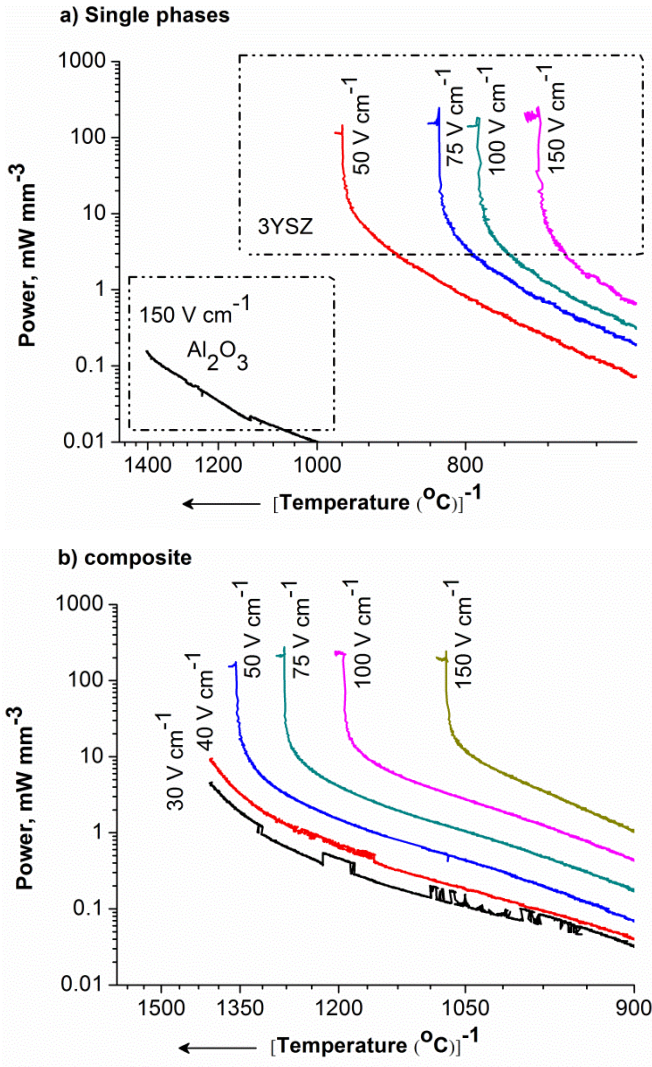 a) Single phases
1000
100
10
1
0.1
0.01
Power, mW mm-3
50 V cm-1
75 V cm-1
100 V cm-1
150 V cm-1
3YSZ
150 V cm-1
Al2O3
1400 1200 1000 800
[Temperature (oC)]-1
b) composite
1000
100
10
1
0.1
0.01
Power, mW mm-3
30 V cm-1
40 V cm-1
50 V cm-1
75 V cm-1
100 V cm-1
150 V cm-1
1500 1350 1200 1050 900
[Temperature (oC)]-1